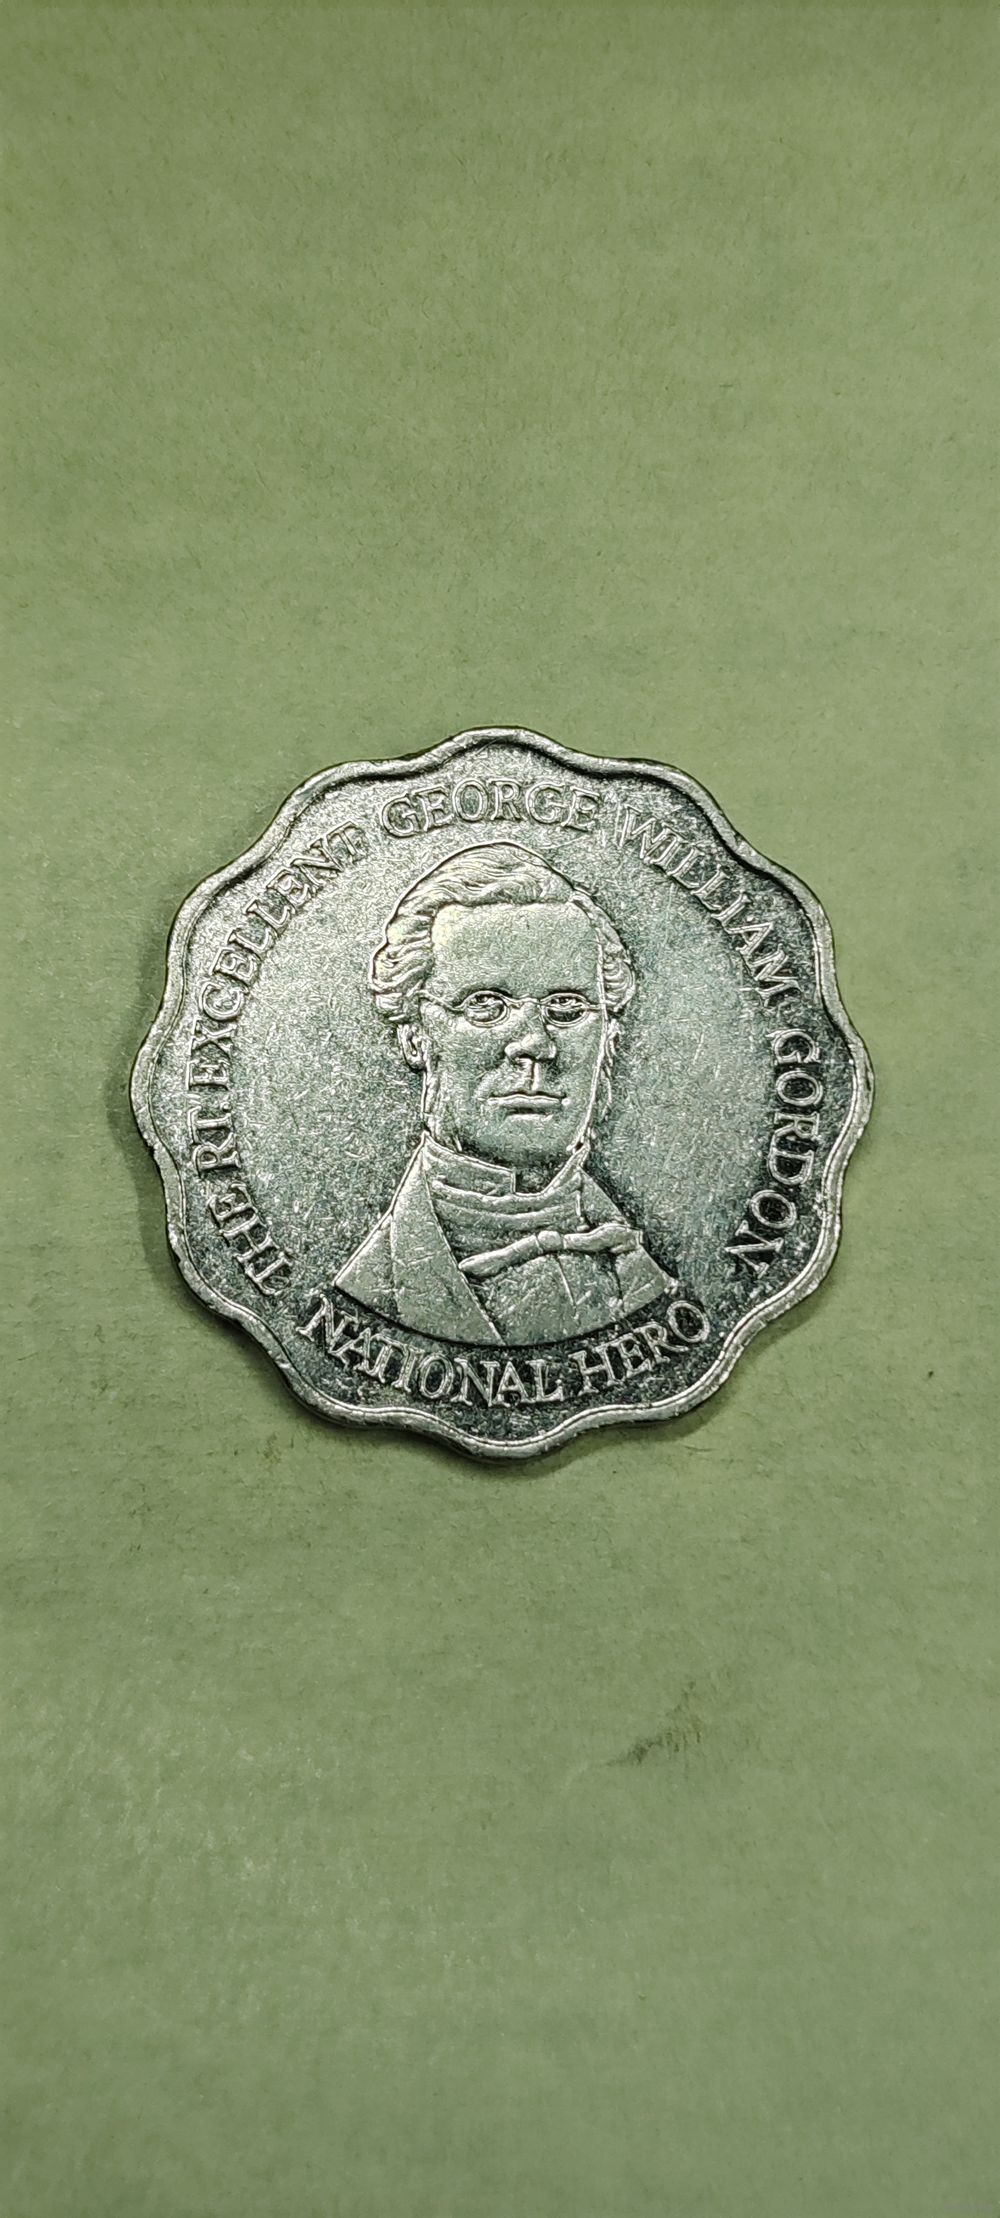 THE RT. EXCELLENT GEORGE WILLIAM GORDON
NATIONAL HERO